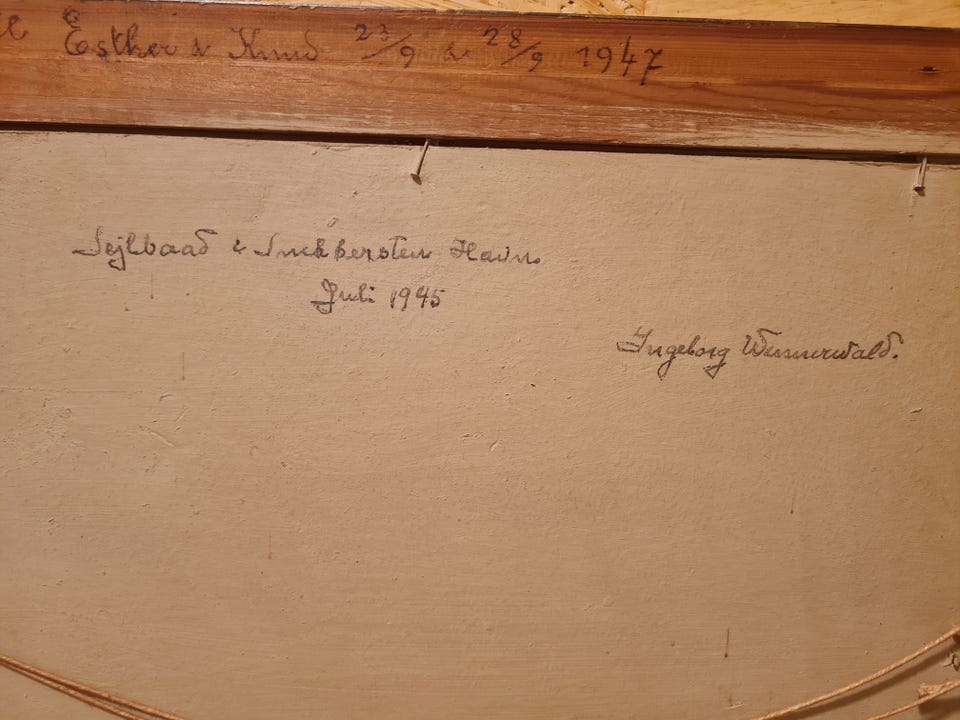 Esther & Knud 23/9 & 28/9 1947
Sejlbaad i Snekkersten Havn
Juli 1945
Ingeborg Wennerwald.